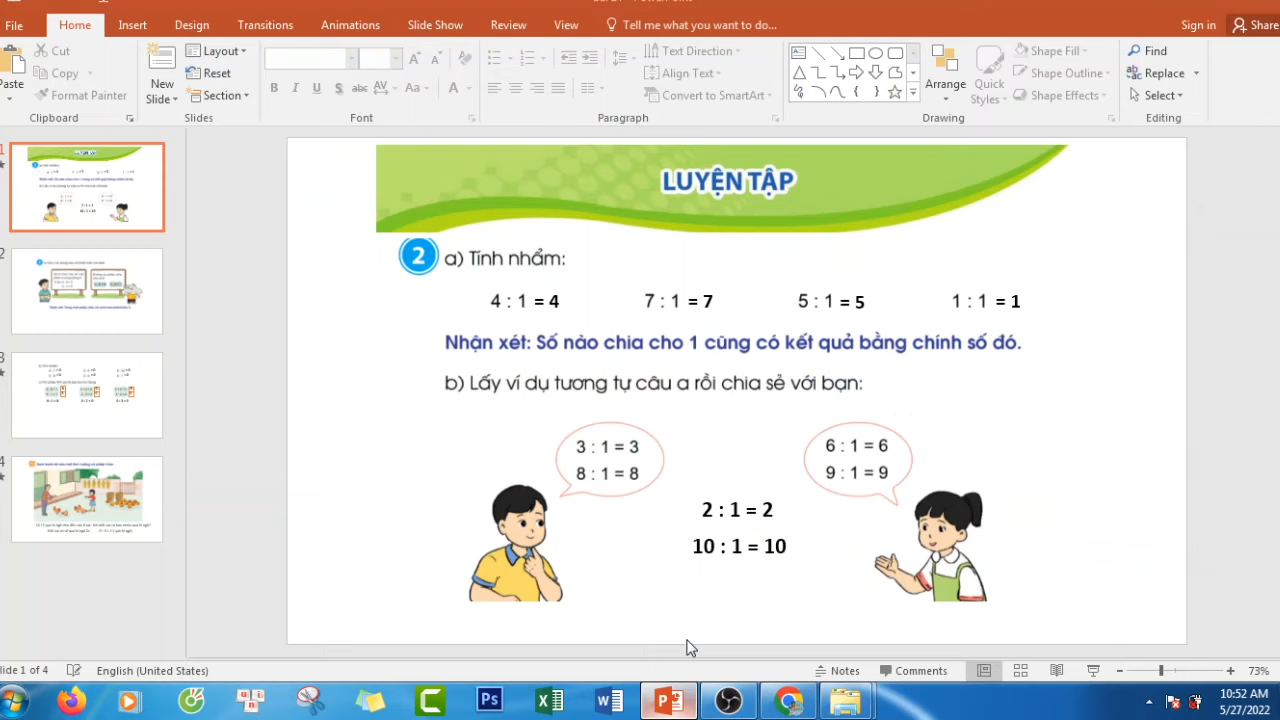 File Home Insert Design Transitions Animations Slide Show Review View Tell me what you want to do... Sign in Share
Cut Layout Text Direction Shape Fill Find
Copy Reset Align Text Shape Outline Replace
Format Painter New Slide Section Convert to SmartArt Arrange Quick Styles Shape Effects Select
Clipboard Slides Font Paragraph Drawing Editing
LUYỆN TẬP
2 a) Tính nhẩm:
4 : 1 = 4 7 : 1 = 7 5 : 1 = 5 1 : 1 = 1
Nhận xét: Số nào chia cho 1 cũng có kết quả bằng chính số đó.
b) Lấy ví dụ tương tự câu a rồi chia sẻ với bạn:
3 : 1 = 3
8 : 1 = 8
6 : 1 = 6
9 : 1 = 9
2 : 1 = 2
10 : 1 = 10
English (United States) Notes Comments 73%
10:52 AM
5/27/2022